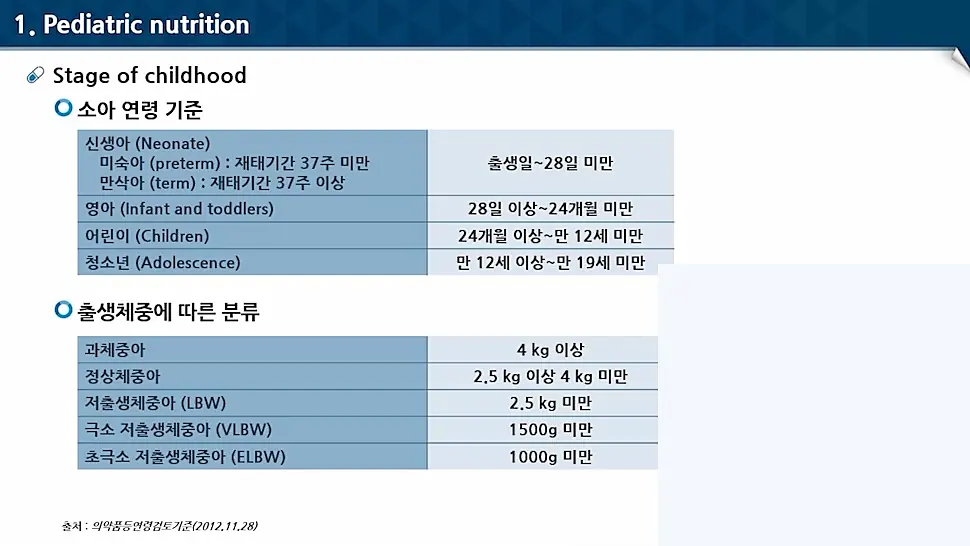 1. Pediatric nutrition
Stage of childhood
소아 연령 기준
신생아 (Neonate)
미숙아 (preterm) : 재태기간 37주 미만
만삭아 (term) : 재태기간 37주 이상
출생일~28일 미만
영아 (Infant and toddlers)
28일 이상~24개월 미만
어린이 (Children)
24개월 이상~만 12세 미만
청소년 (Adolescence)
만 12세 이상~만 19세 미만
출생체중에 따른 분류
과체중아
4 kg 이상
정상체중아
2.5 kg 이상 4 kg 미만
저출생체중아 (LBW)
2.5 kg 미만
극소 저출생체중아 (VLBW)
1500g 미만
초극소 저출생체중아 (ELBW)
1000g 미만
출처 : 의약품등연령검토기준(2012.11.28)